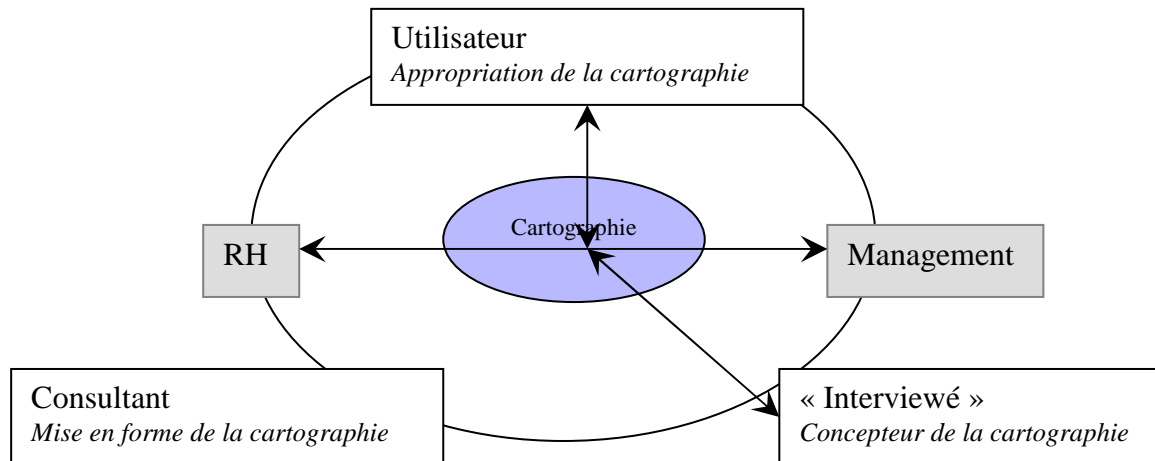 Utilisateur
Appropriation de la cartographie
Cartographie
RH
Management
Consultant
Mise en forme de la cartographie
« Interviewé »
Concepteur de la cartographie